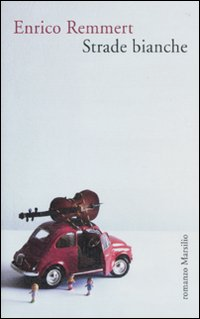 Enrico Remmert
Strade bianche
romanzo Marsilio